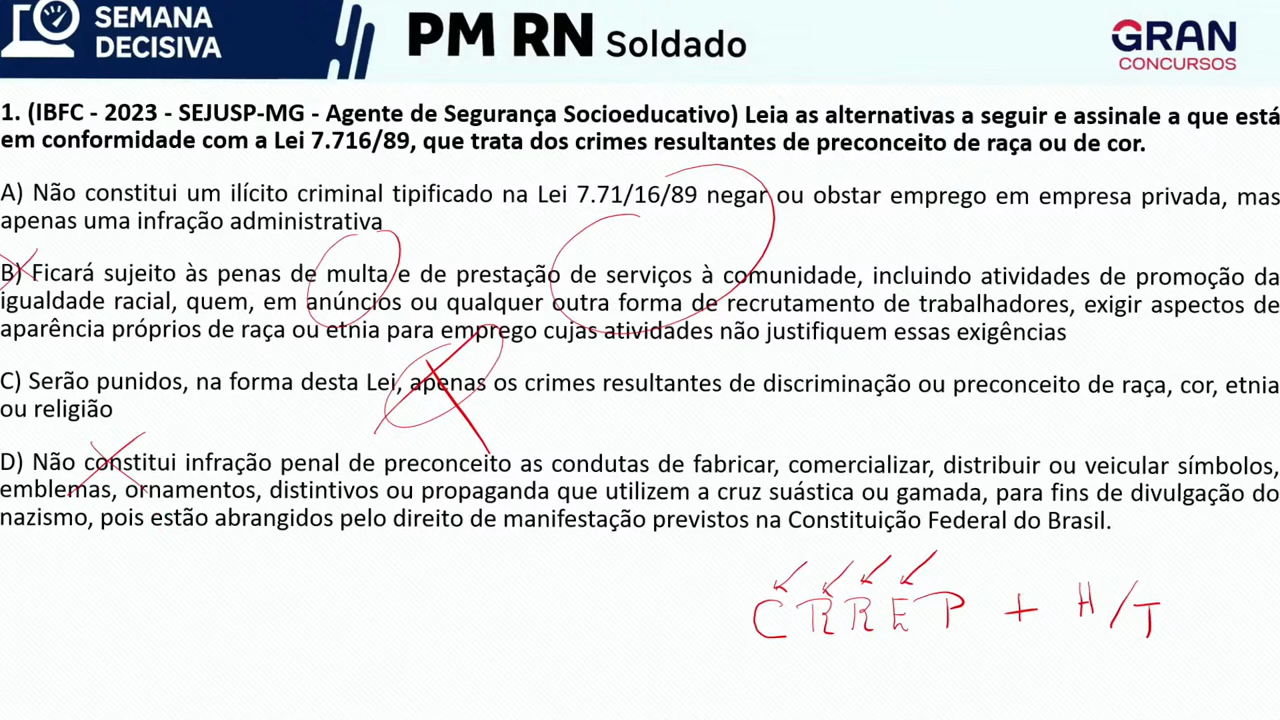 SEMANA
DECISIVA
PM RN Soldado
GRAN
CONCURSOS
1. (IBFC - 2023 - SEJUSP-MG - Agente de Segurança Socioeducativo) Leia as alternativas a seguir e assinale a que está
em conformidade com a Lei 7.716/89, que trata dos crimes resultantes de preconceito de raça ou de cor.
A) Não constitui um ilícito criminal tipificado na Lei 7.71/16/89 negar ou obstar emprego em empresa privada, mas
apenas uma infração administrativa
B) Ficará sujeito às penas de multa e de prestação de serviços à comunidade, incluindo atividades de promoção da
igualdade racial, quem, em anúncios ou qualquer outra forma de recrutamento de trabalhadores, exigir aspectos de
aparência próprios de raça ou etnia para emprego cujas atividades não justifiquem essas exigências
C) Serão punidos, na forma desta Lei, apenas os crimes resultantes de discriminação ou preconceito de raça, cor, etnia
ou religião
D) Não constitui infração penal de preconceito as condutas de fabricar, comercializar, distribuir ou veicular símbolos,
emblemas, ornamentos, distintivos ou propaganda que utilizem a cruz suástica ou gamada, para fins de divulgação do
nazismo, pois estão abrangidos pelo direito de manifestação previstos na Constituição Federal do Brasil.
CRREP + H/T